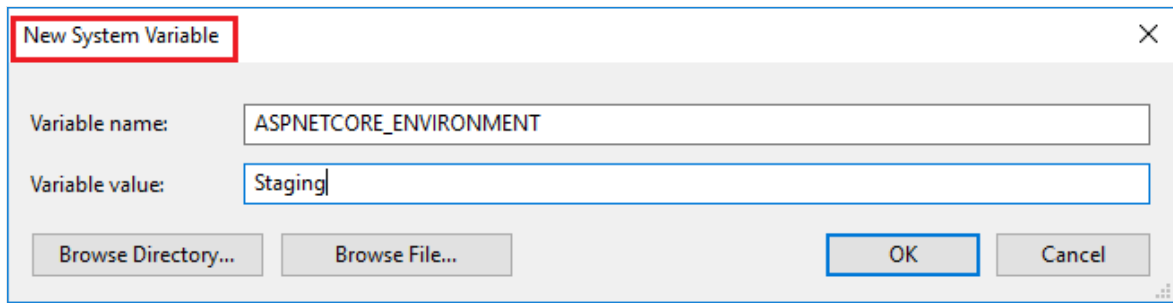 New System Variable
Variable name: ASPNETCORE_ENVIRONMENT
Variable value: Staging
Browse Directory... Browse File... OK Cancel